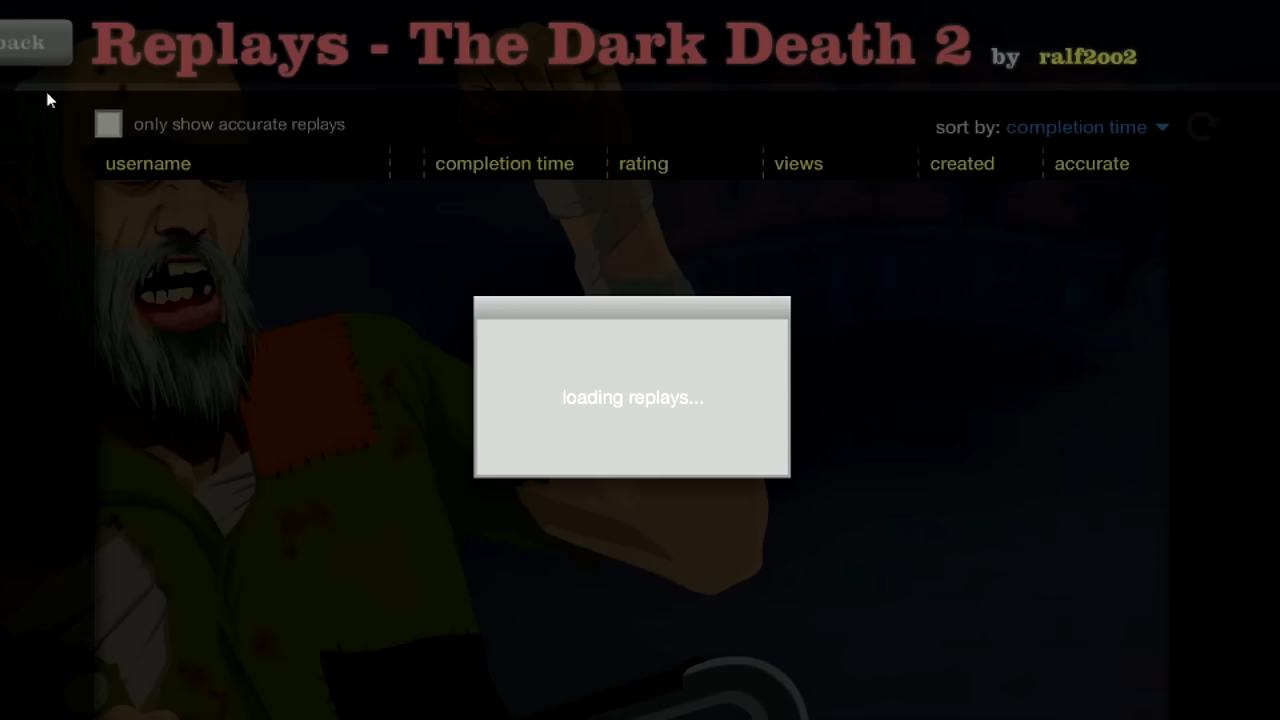 back
Replays - The Dark Death 2 by ralf2oo2
only show accurate replays
sort by: completion time
username completion time rating views created accurate
loading replays...